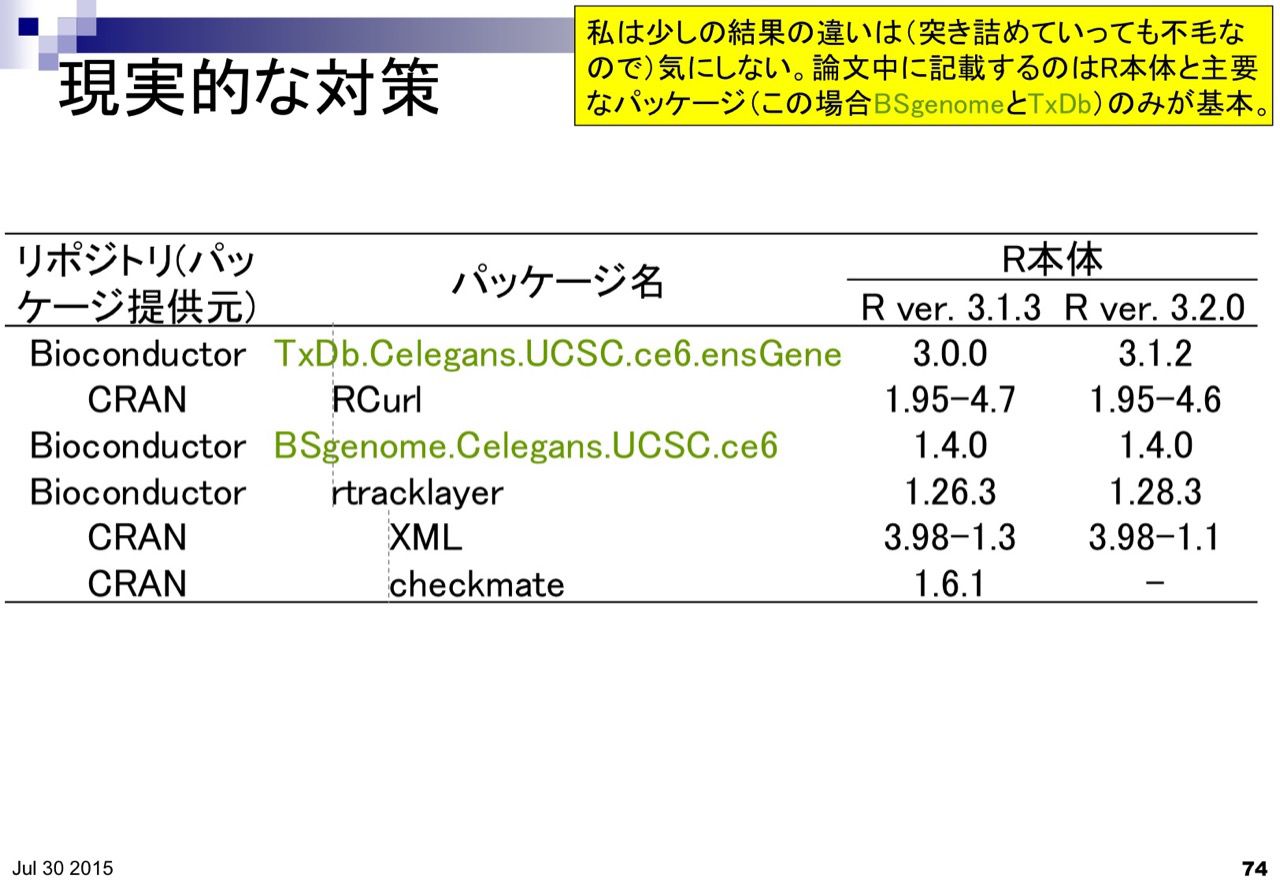 現実的な対策
私は少しの結果の違いは(突き詰めていっても不毛な
ので)気にしない。論文中に記載するのはR本体と主要
なパッケージ(この場合BSgenomeとTxDb)のみが基本。
リポジトリ(パッ
ケージ提供元)
パッケージ名
R本体
R ver. 3.1.3 R ver. 3.2.0
Bioconductor TxDb.Celegans.UCSC.ce6.ensGene 3.0.0 3.1.2
CRAN RCurl 1.95-4.7 1.95-4.6
Bioconductor BSgenome.Celegans.UCSC.ce6 1.4.0 1.4.0
Bioconductor rtracklayer 1.26.3 1.28.3
CRAN XML 3.98-1.3 3.98-1.1
CRAN checkmate 1.6.1 -
Jul 30 2015
74